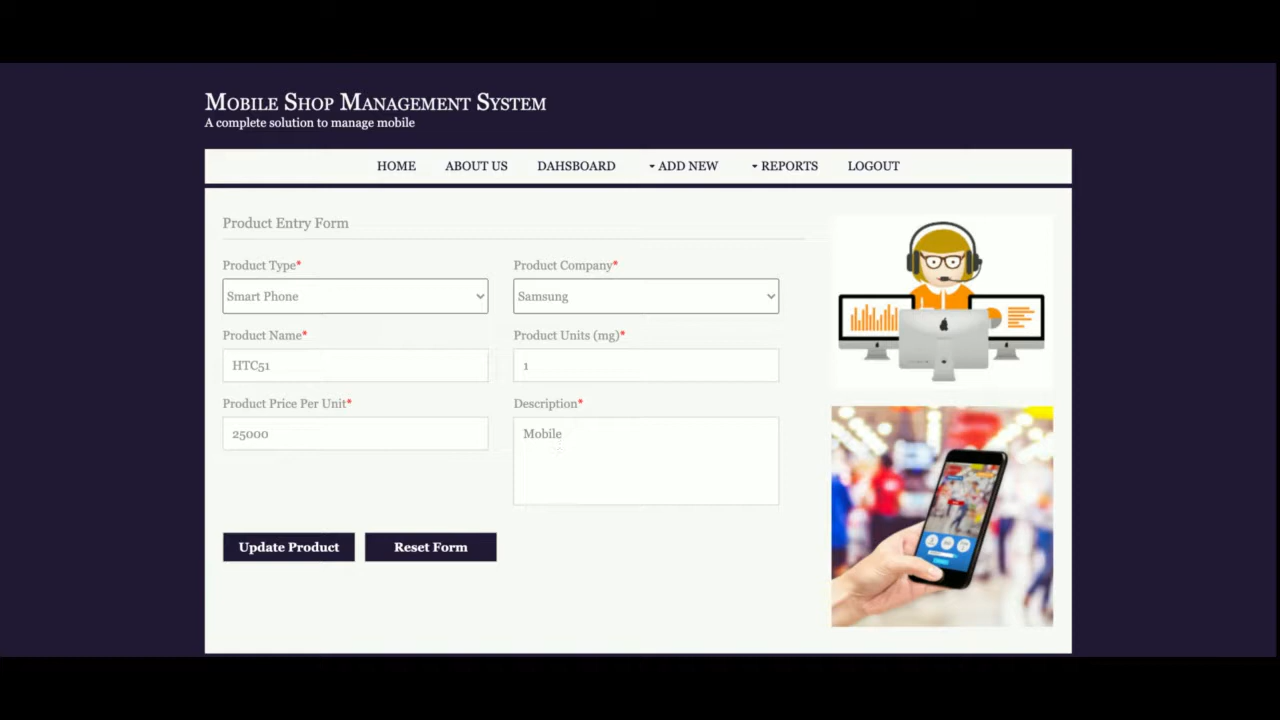 Mobile Shop Management System
A complete solution to manage mobile
HOME ABOUT US DAHSBOARD ADD NEW REPORTS LOGOUT
Product Entry Form
Product Type* Product Company*
Smart Phone Samsung
Product Name* Product Units (mg)*
HTC51 1
Product Price Per Unit* Description*
25000 Mobile
Update Product Reset Form